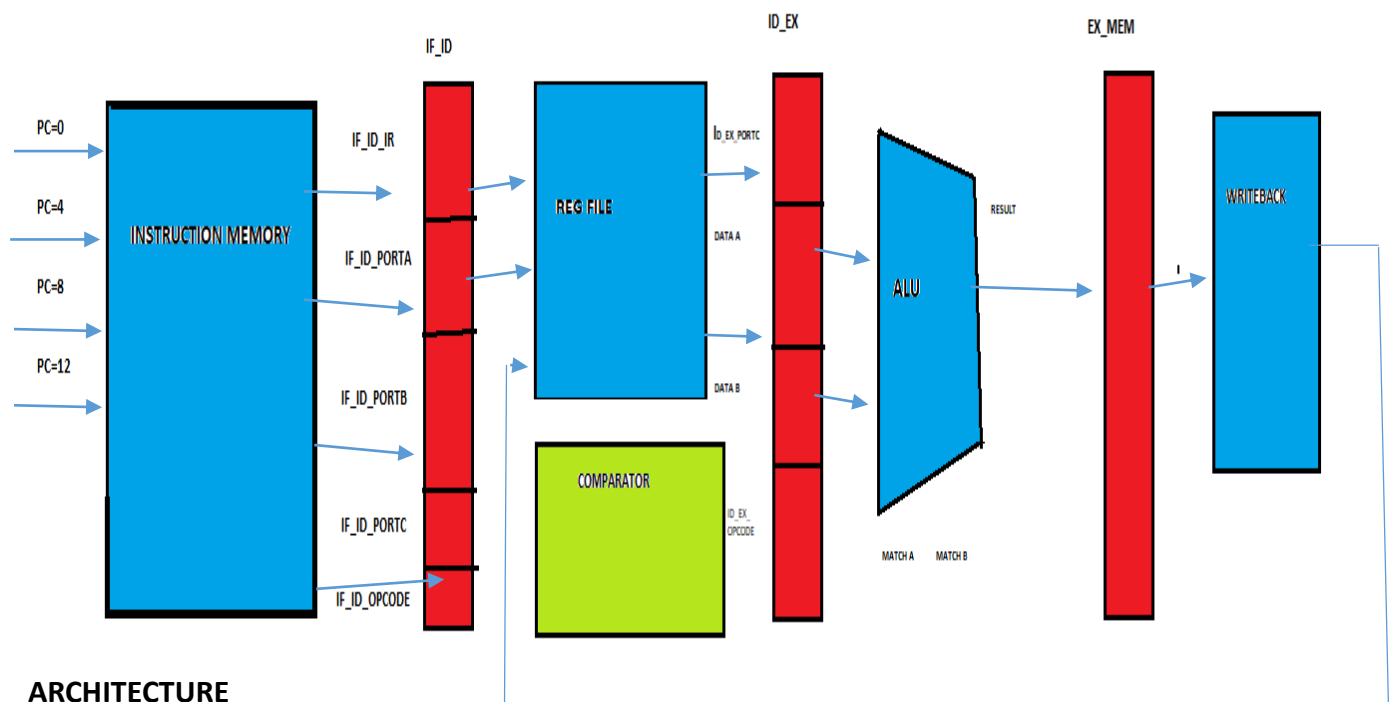 ID_EX
EX_MEM
IF_ID
PC=0
IF_ID_IR
ID_EX_PORTC
PC=4
INSTRUCTION MEMORY
REG FILE
DATA A
RESULT
WRITEBACK
IF_ID_PORTA
PC=8
ALU
PC=12
IF_ID_PORTB
DATA B
COMPARATOR
IF_ID_PORTC
ID_EX_
OPCODE
MATCH A MATCH B
IF_ID_OPCODE
ARCHITECTURE